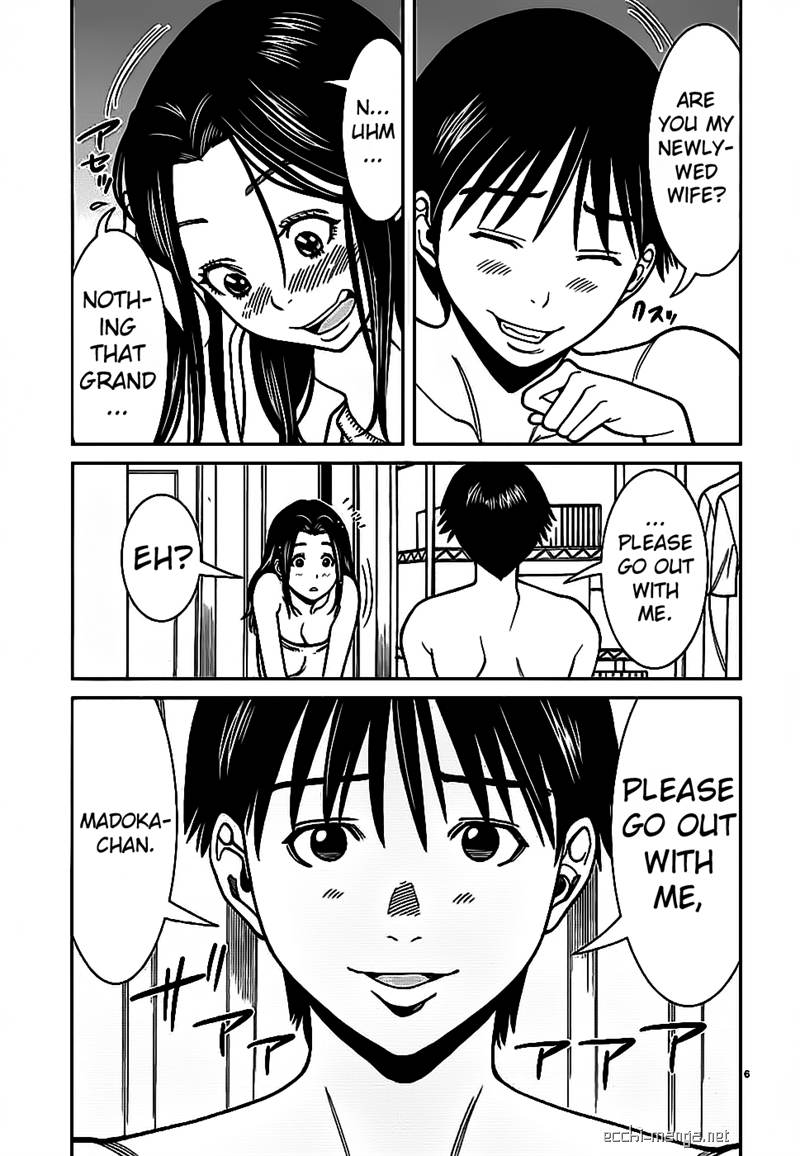 ARE
YOU MY
NEWLY-
WED
WIFE?
クスッ
N...
UHM
...
アセッ
NOTH-
ING
THAT
GRAND
...
...
PLEASE
GO OUT
WITH
ME.
EH?
PLEASE
GO OUT
WITH
ME,
MADOKA-
CHAN.
ザアア
アアア
6
ecchi-manga.net